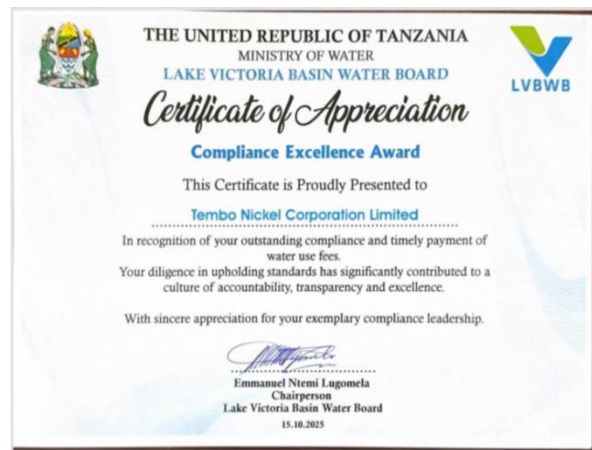 THE UNITED REPUBLIC OF TANZANIA
MINISTRY OF WATER
LAKE VICTORIA BASIN WATER BOARD
LVBWB
Certificate of Appreciation
Compliance Excellence Award
This Certificate is Proudly Presented to
Tembo Nickel Corporation Limited
In recognition of your outstanding compliance and timely payment of
water use fees.
Your diligence in upholding standards has significantly contributed to a
culture of accountability, transparency and excellence.
With sincere appreciation for your exemplary compliance leadership.
Emmanuel Ntemi Lugomela
Chairperson
Lake Victoria Basin Water Board
15.10.2025